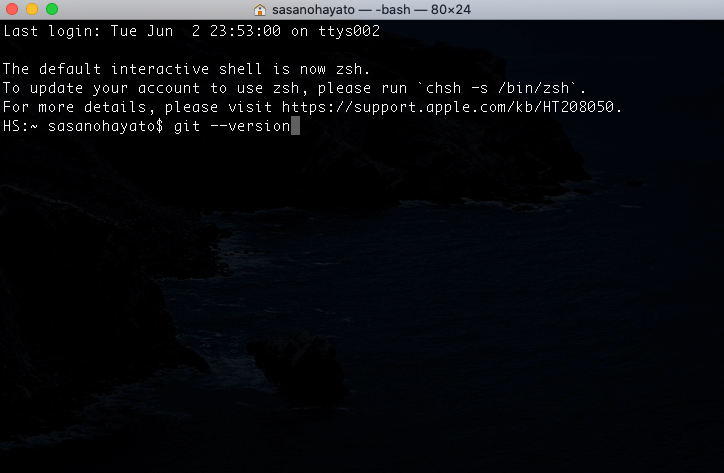 sasanohayato — -bash — 80×24
Last login: Tue Jun  2 23:53:00 on ttys002
The default interactive shell is now zsh.
To update your account to use zsh, please run `chsh -s /bin/zsh`.
For more details, please visit https://support.apple.com/kb/HT208050.
HS:~ sasanohayato$ git --version